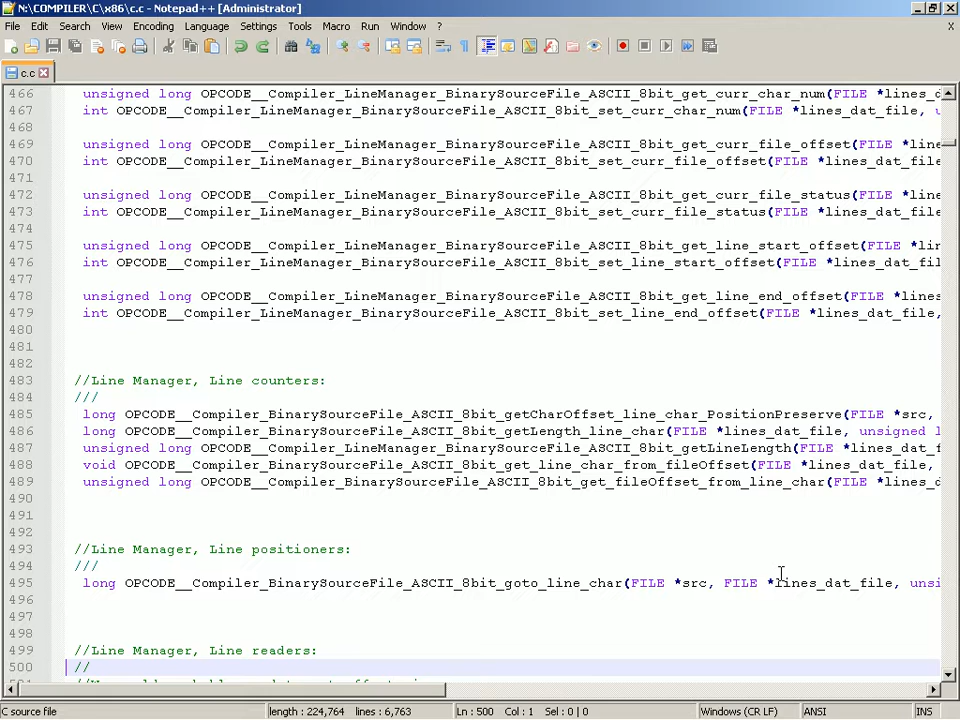 N:\COMPILER\C\x86\c.c - Notepad++ [Administrator]
File Edit Search View Encoding Language Settings Tools Macro Run Window ? X
c.c
466 unsigned long OPCODE__Compiler_LineManager_BinarySourceFile_ASCII_8bit_get_curr_char_num(FILE *lines_d
467 int OPCODE__Compiler_LineManager_BinarySourceFile_ASCII_8bit_set_curr_char_num(FILE *lines_dat_file, u
468
469 unsigned long OPCODE__Compiler_LineManager_BinarySourceFile_ASCII_8bit_get_curr_file_offset(FILE *line
470 int OPCODE__Compiler_LineManager_BinarySourceFile_ASCII_8bit_set_curr_file_offset(FILE *lines_dat_file
471
472 unsigned long OPCODE__Compiler_LineManager_BinarySourceFile_ASCII_8bit_get_curr_file_status(FILE *line
473 int OPCODE__Compiler_LineManager_BinarySourceFile_ASCII_8bit_set_curr_file_status(FILE *lines_dat_file
474
475 unsigned long OPCODE__Compiler_LineManager_BinarySourceFile_ASCII_8bit_get_line_start_offset(FILE *lin
476 int OPCODE__Compiler_LineManager_BinarySourceFile_ASCII_8bit_set_line_start_offset(FILE *lines_dat_fil
477
478 unsigned long OPCODE__Compiler_LineManager_BinarySourceFile_ASCII_8bit_get_line_end_offset(FILE *lines
479 int OPCODE__Compiler_LineManager_BinarySourceFile_ASCII_8bit_set_line_end_offset(FILE *lines_dat_file,
480
481
482
483 //Line Manager, Line counters:
484 ///
485 long OPCODE__Compiler_BinarySourceFile_ASCII_8bit_getCharOffset_line_char_PositionPreserve(FILE *src,
486 long OPCODE__Compiler_BinarySourceFile_ASCII_8bit_getLength_line_char(FILE *lines_dat_file, unsigned l
487 unsigned long OPCODE__Compiler_BinarySourceFile_ASCII_8bit_getLineLength(FILE *lines_dat_f
488 void OPCODE__Compiler_BinarySourceFile_ASCII_8bit_get_line_char_from_fileOffset(FILE *lines_dat_file,
489 unsigned long OPCODE__Compiler_BinarySourceFile_ASCII_8bit_get_fileOffset_from_line_char(FILE *lines_d
490
491
492
493 //Line Manager, Line positioners:
494 ///
495 long OPCODE__Compiler_BinarySourceFile_ASCII_8bit_goto_line_char(FILE *src, FILE *lines_dat_file, unsi
496
497
498
499 //Line Manager, Line readers:
500 //
C source file length : 224,764 lines : 6,763 Ln : 500 Col : 1 Sel : 0 | 0 Windows (CR LF) ANSI INS